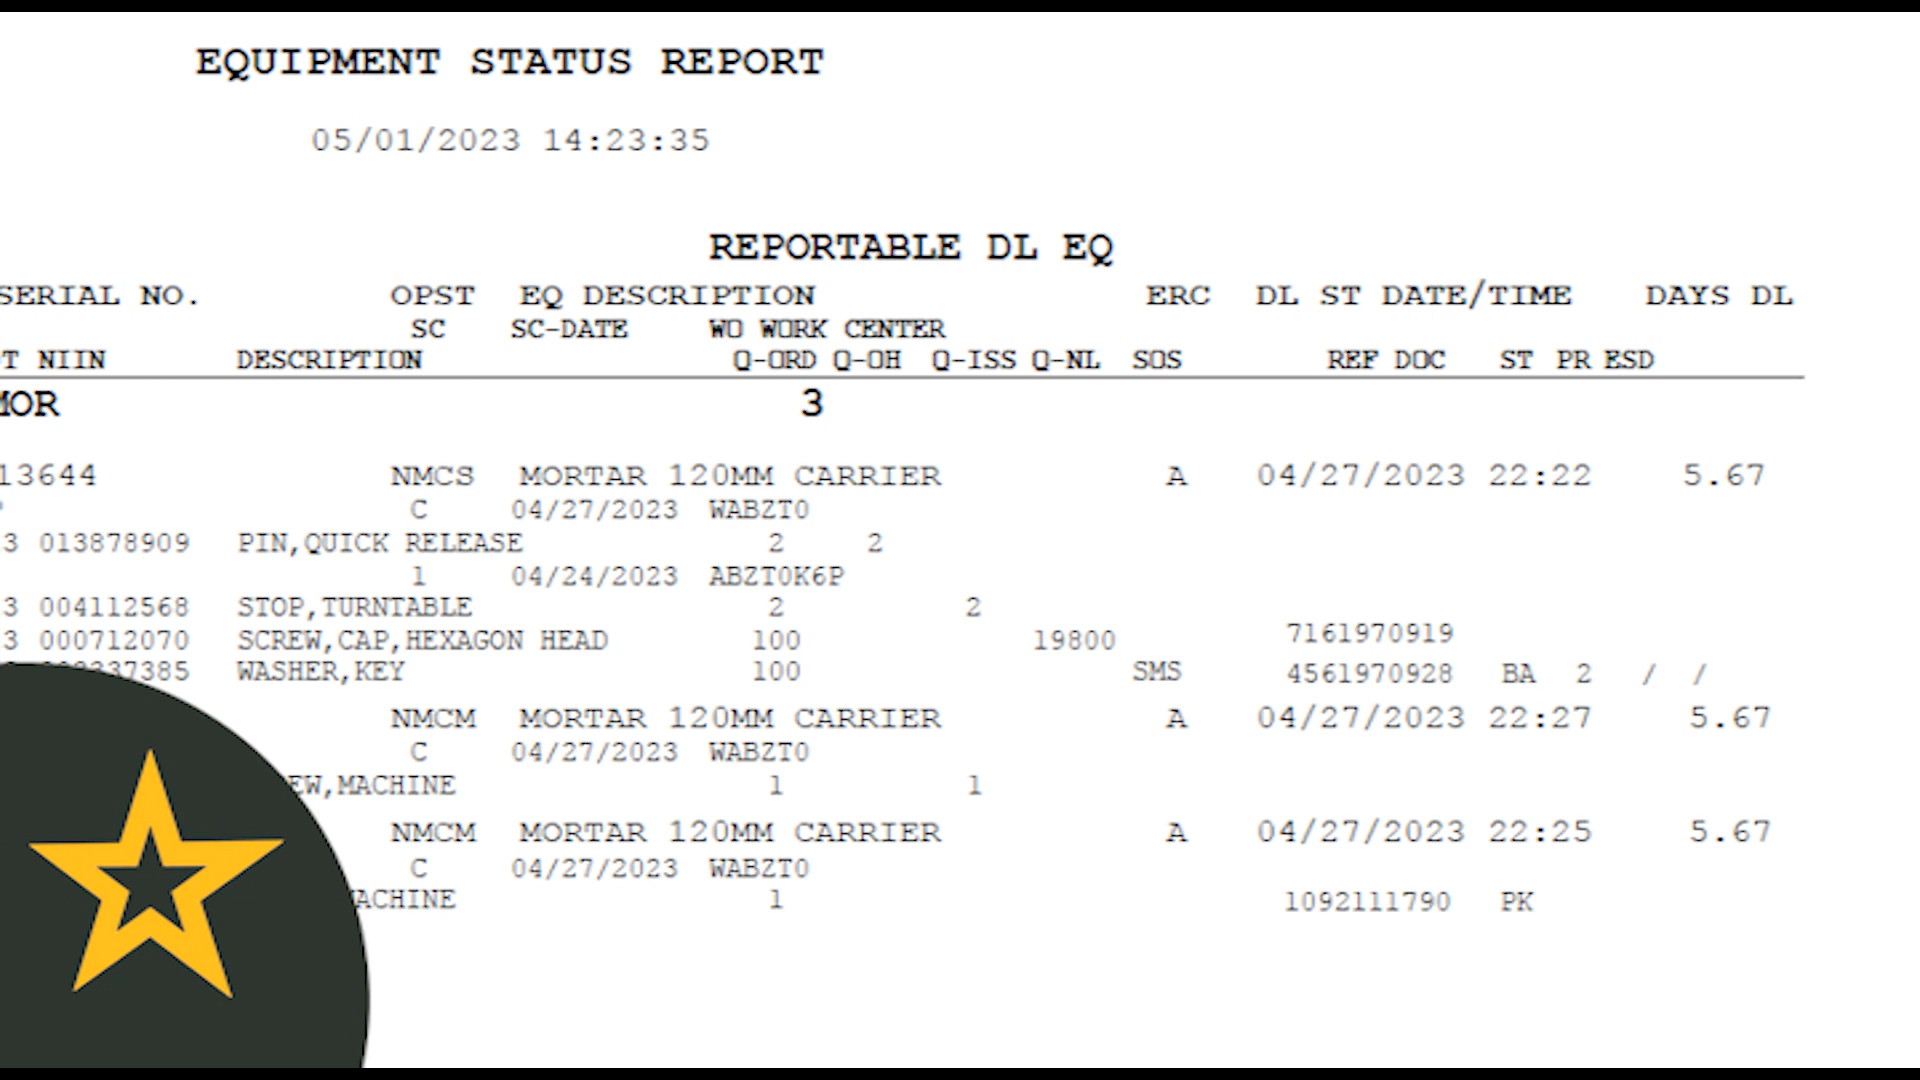 EQUIPMENT STATUS REPORT
05/01/2023 14:23:35
REPORTABLE DL EQ
SERIAL NO. OPST EQ DESCRIPTION ERC DL ST DATE/TIME DAYS DL
SC SC-DATE WO WORK CENTER
T NIIN DESCRIPTION Q-ORD Q-OH Q-ISS Q-NL SOS REF DOC ST PR ESD
MOR 3
13644 NMCS MORTAR 120MM CARRIER A 04/27/2023 22:22 5.67
C 04/27/2023 WABZT0
3 013878909 PIN,QUICK RELEASE 2 2
1 04/24/2023 ABZT0K6P
3 004112568 STOP,TURNTABLE 2 2
3 000712070 SCREW,CAP,HEXAGON HEAD 100 19800 7161970919
37385 WASHER,KEY 100 SMS 4561970928 BA 2 / /
NMCM MORTAR 120MM CARRIER A 04/27/2023 22:27 5.67
C 04/27/2023 WABZT0
EW,MACHINE 1 1
NMCM MORTAR 120MM CARRIER A 04/27/2023 22:25 5.67
C 04/27/2023 WABZT0
ACHINE 1 1092111790 PK